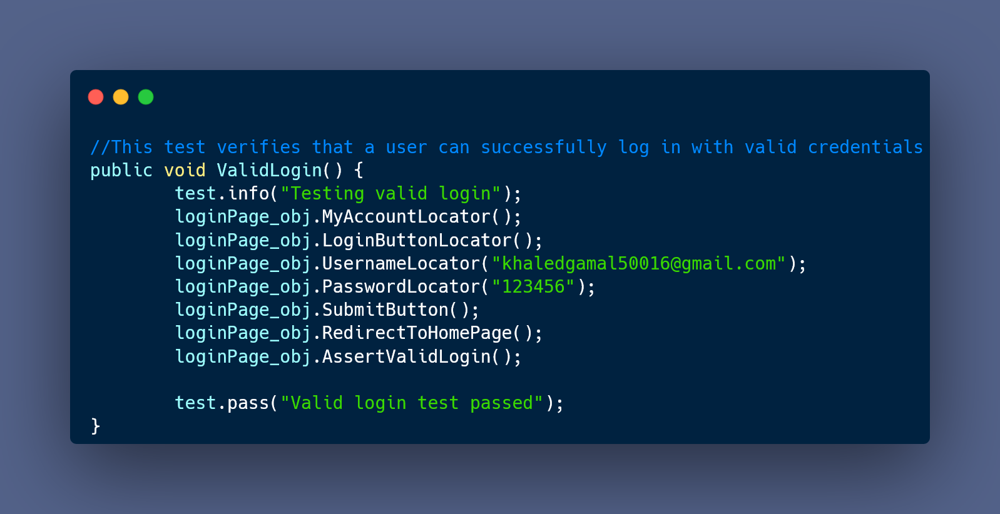 //This test verifies that a user can successfully log in with valid credentials
public void ValidLogin() {
        test.info("Testing valid login");
        loginPage_obj.MyAccountLocator();
        loginPage_obj.LoginButtonLocator();
        loginPage_obj.UsernameLocator("khaledgamal50016@gmail.com");
        loginPage_obj.PasswordLocator("123456");
        loginPage_obj.SubmitButton();
        loginPage_obj.RedirectToHomePage();
        loginPage_obj.AssertValidLogin();

        test.pass("Valid login test passed");
}